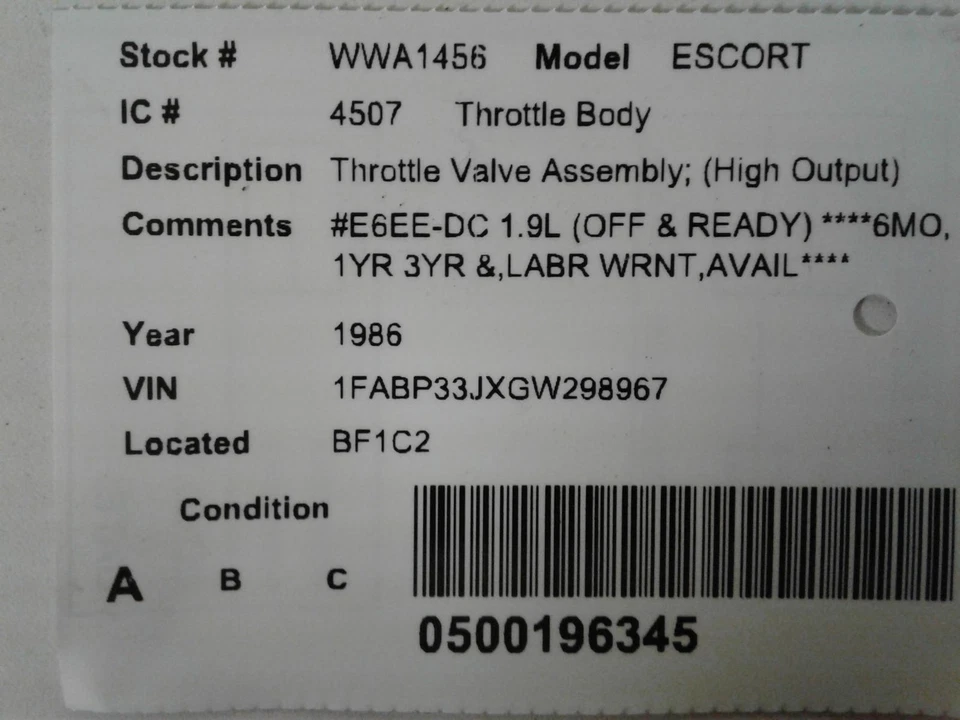 Stock # WWA1456 Model ESCORT
IC # 4507 Throttle Body
Description Throttle Valve Assembly; (High Output)
Comments #E6EE-DC 1.9L (OFF & READY) ****6MO,
1YR 3YR &,LABR WRNT,AVAIL****
Year 1986
VIN 1FABP33JXGW298967
Located BF1C2
Condition
A B C
0500196345